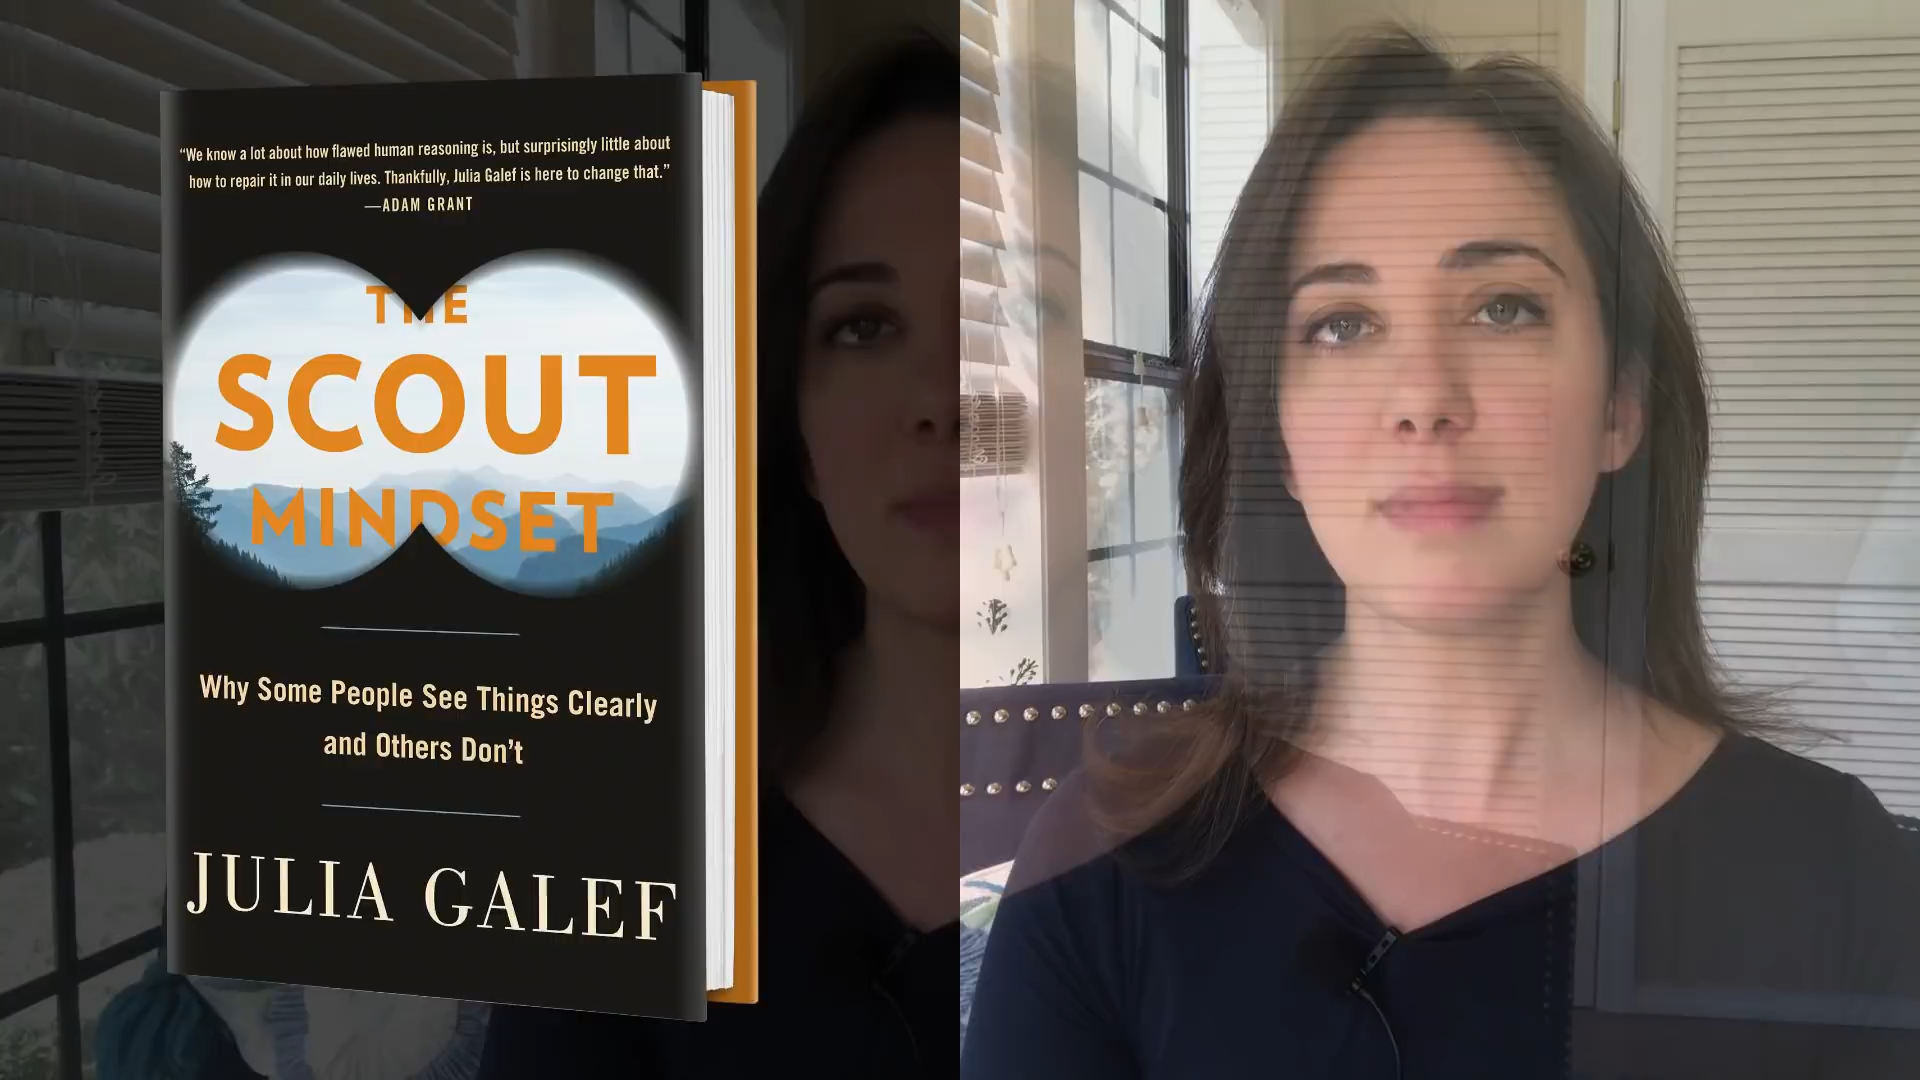 “We know a lot about how flawed human reasoning is, but surprisingly little about
how to repair it in our daily lives. Thankfully, Julia Galef is here to change that.”
—ADAM GRANT
THE
SCOUT
MINDSET
Why Some People See Things Clearly
and Others Don’t
JULIA GALEF